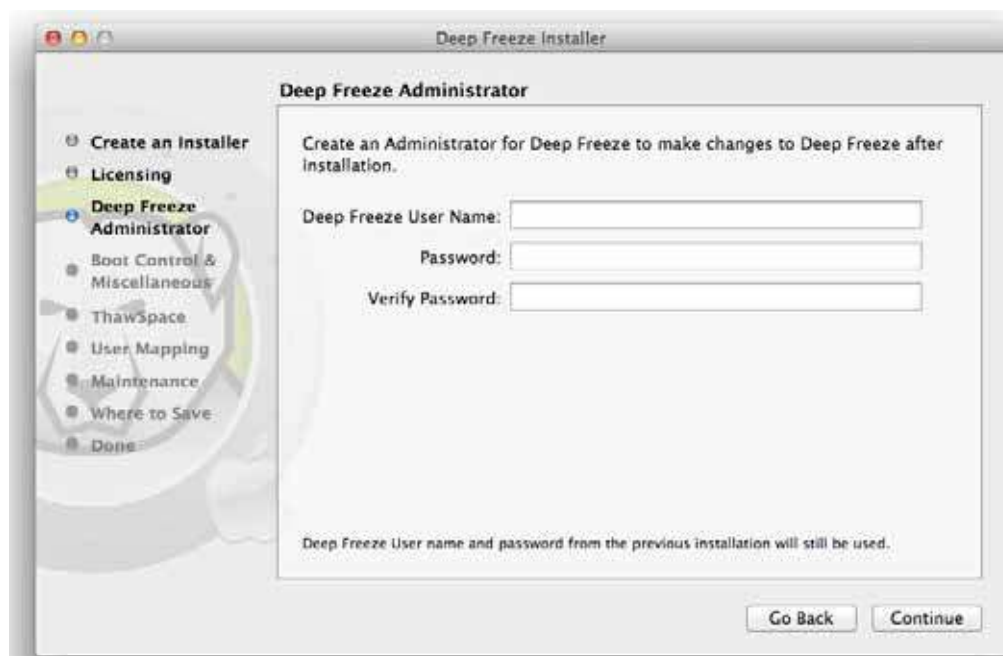 Deep Freeze Installer
Deep Freeze Administrator
Create an Installer
Licensing
Deep Freeze
Administrator
Boot Control &
Miscellaneous
ThawSpace
User Mapping
Maintenance
Where to Save
Done
Create an Administrator for Deep Freeze to make changes to Deep Freeze after
installation.
Deep Freeze User Name:
Password:
Verify Password:
Deep Freeze User name and password from the previous installation will still be used.
Go Back
Continue